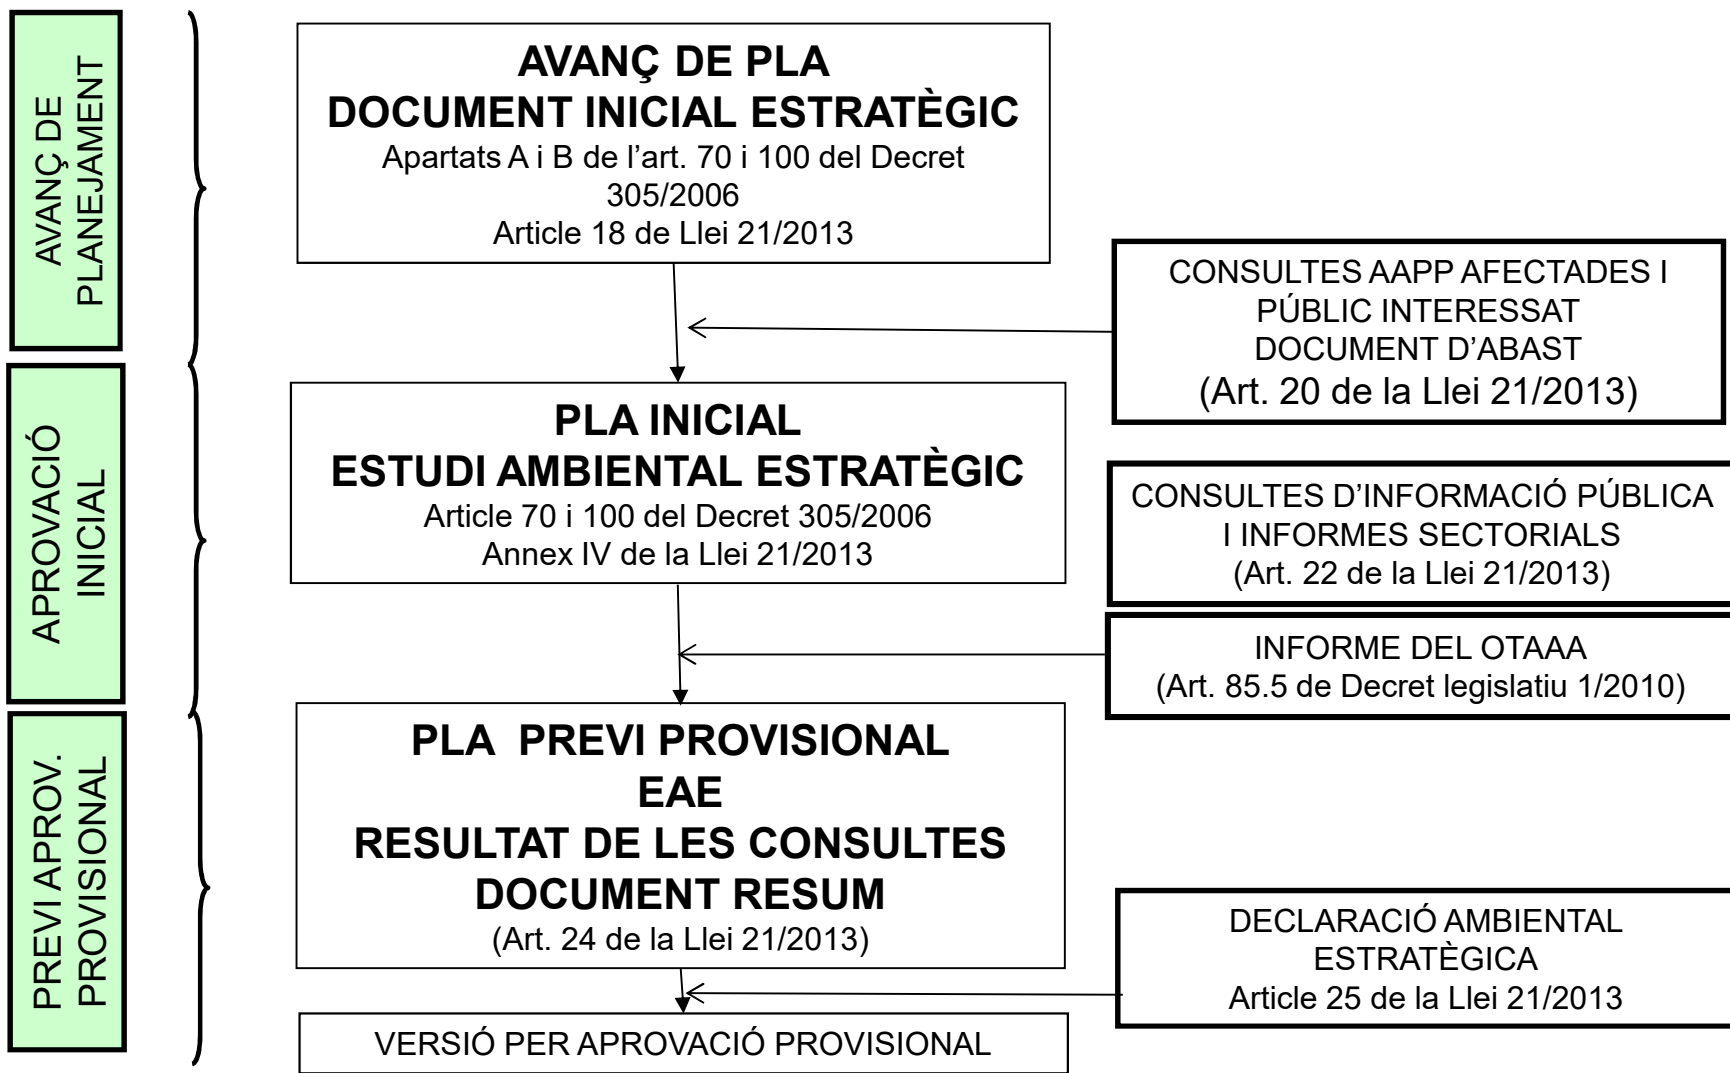 AVANÇ DE
PLANEJAMENT
AVANÇ DE PLA
DOCUMENT INICIAL ESTRATÈGIC
Apartats A i B de l’art. 70 i 100 del Decret
305/2006
Article 18 de Llei 21/2013
CONSULTES AAPP AFECTADES I
PÚBLIC INTERESSAT
DOCUMENT D’ABAST
(Art. 20 de la Llei 21/2013)
APROVACIÓ
INICIAL
PLA INICIAL
ESTUDI AMBIENTAL ESTRATÈGIC
Article 70 i 100 del Decret 305/2006
Annex IV de la Llei 21/2013
CONSULTES D’INFORMACIÓ PÚBLICA
I INFORMES SECTORIALS
(Art. 22 de la Llei 21/2013)
INFORME DEL OTAAA
(Art. 85.5 de Decret legislatiu 1/2010)
PREVI APROV.
PROVISIONAL
PLA PREVI PROVISIONAL
EAE
RESULTAT DE LES CONSULTES
DOCUMENT RESUM
(Art. 24 de la Llei 21/2013)
DECLARACIÓ AMBIENTAL
ESTRATÈGICA
Article 25 de la Llei 21/2013
VERSIÓ PER APROVACIÓ PROVISIONAL